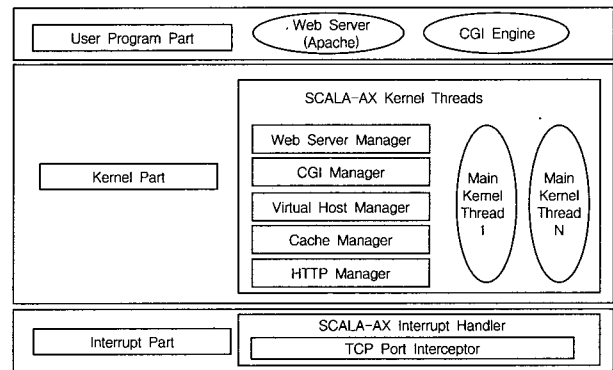 User Program Part
Web Server
(Apache)
CGI Engine
SCALA-AX Kernel Threads
Kernel Part
Web Server Manager
CGI Manager
Virtual Host Manager
Cache Manager
HTTP Manager
Main
Kernel
Thread
1
Main
Kernel
Thread
N
Interrupt Part
SCALA-AX Interrupt Handler
TCP Port Interceptor